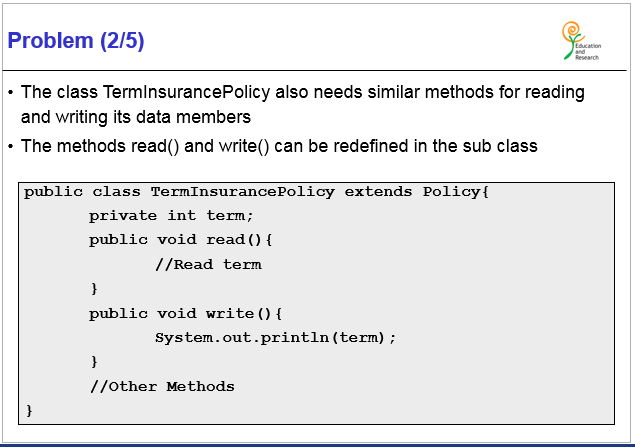 Problem (2/5)
Education
and
Research
• The class TermInsurancePolicy also needs similar methods for reading
and writing its data members
• The methods read() and write() can be redefined in the sub class
public class TermInsurancePolicy extends Policy{
private int term;
public void read(){
//Read term
}
public void write(){
System.out.println(term);
}
//Other Methods
}